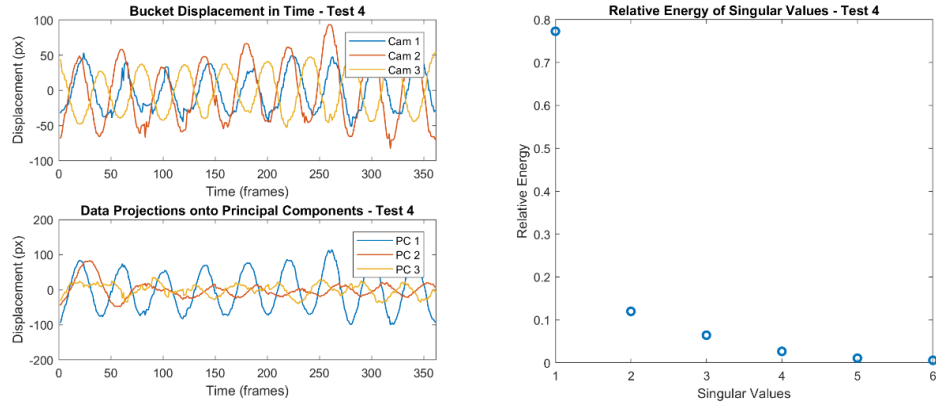 Bucket Displacement in Time - Test 4
Displacement (px)
100
50
0
-50
-100
Cam 1
Cam 2
Cam 3
0 50 100 150 200 250 300 350
Time (frames)
Data Projections onto Principal Components - Test 4
Displacement (px)
200
100
0
-100
-200
PC 1
PC 2
PC 3
0 50 100 150 200 250 300 350
Time (frames)
Relative Energy of Singular Values - Test 4
Relative Energy
0.8
0.7
0.6
0.5
0.4
0.3
0.2
0.1
0
1 2 3 4 5 6
Singular Values